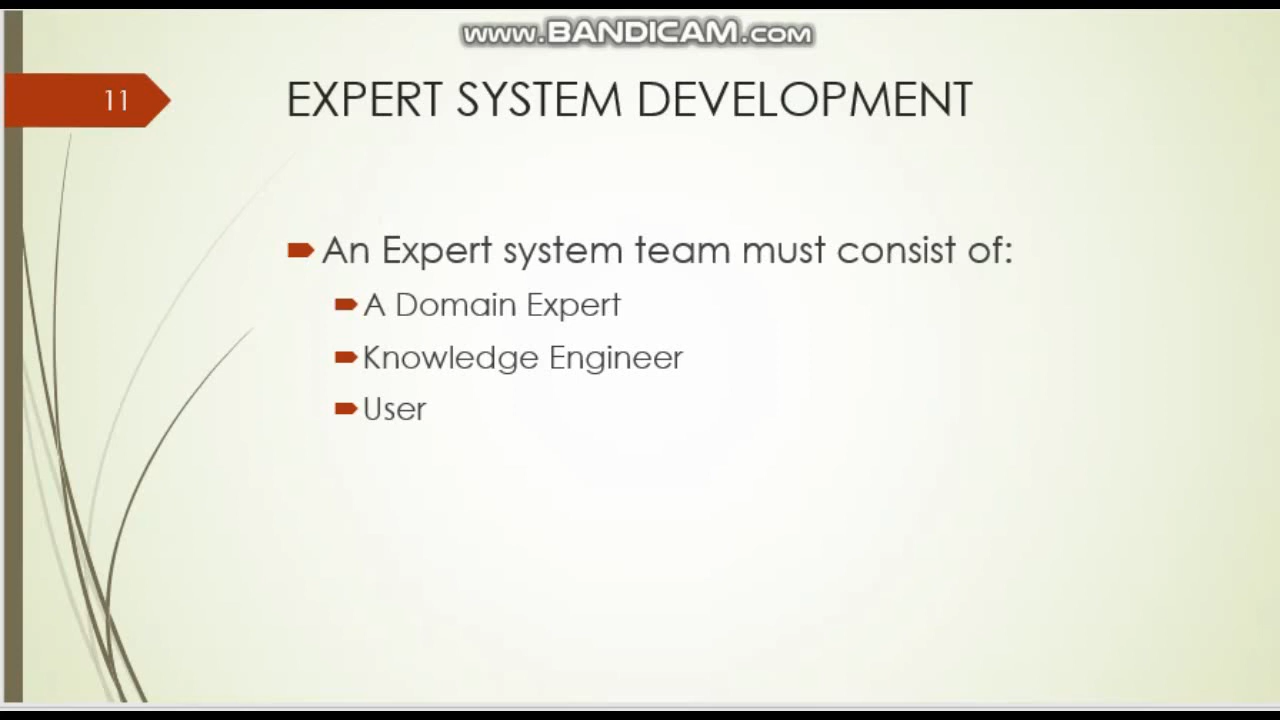 www.BANDICAM.com
11
EXPERT SYSTEM DEVELOPMENT
An Expert system team must consist of:
A Domain Expert
Knowledge Engineer
User